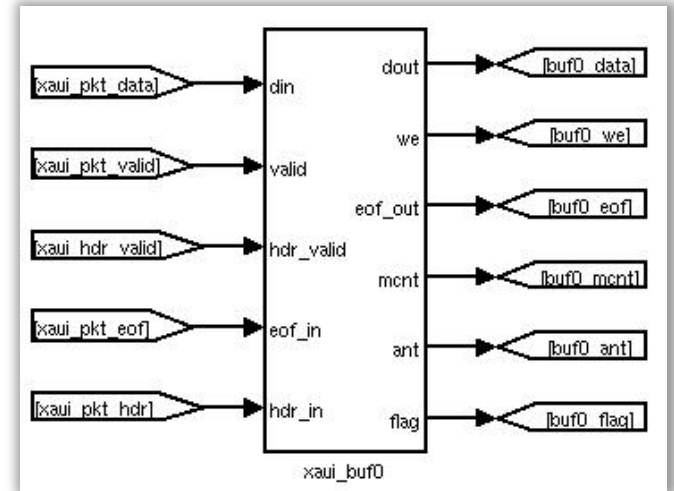 [xaui_pkt_data]
[xaui_pkt_valid]
[xaui_hdr_valid]
[xaui_pkt_eof]
[xaui_pkt_hdr]
din
valid
hdr_valid
eof_in
hdr_in
dout
we
eof_out
mcnt
ant
flag
[buf0_data]
[buf0_we]
[buf0_eof]
[buf0_mcnt]
[buf0_ant]
[buf0_flag]
xaui_buf0